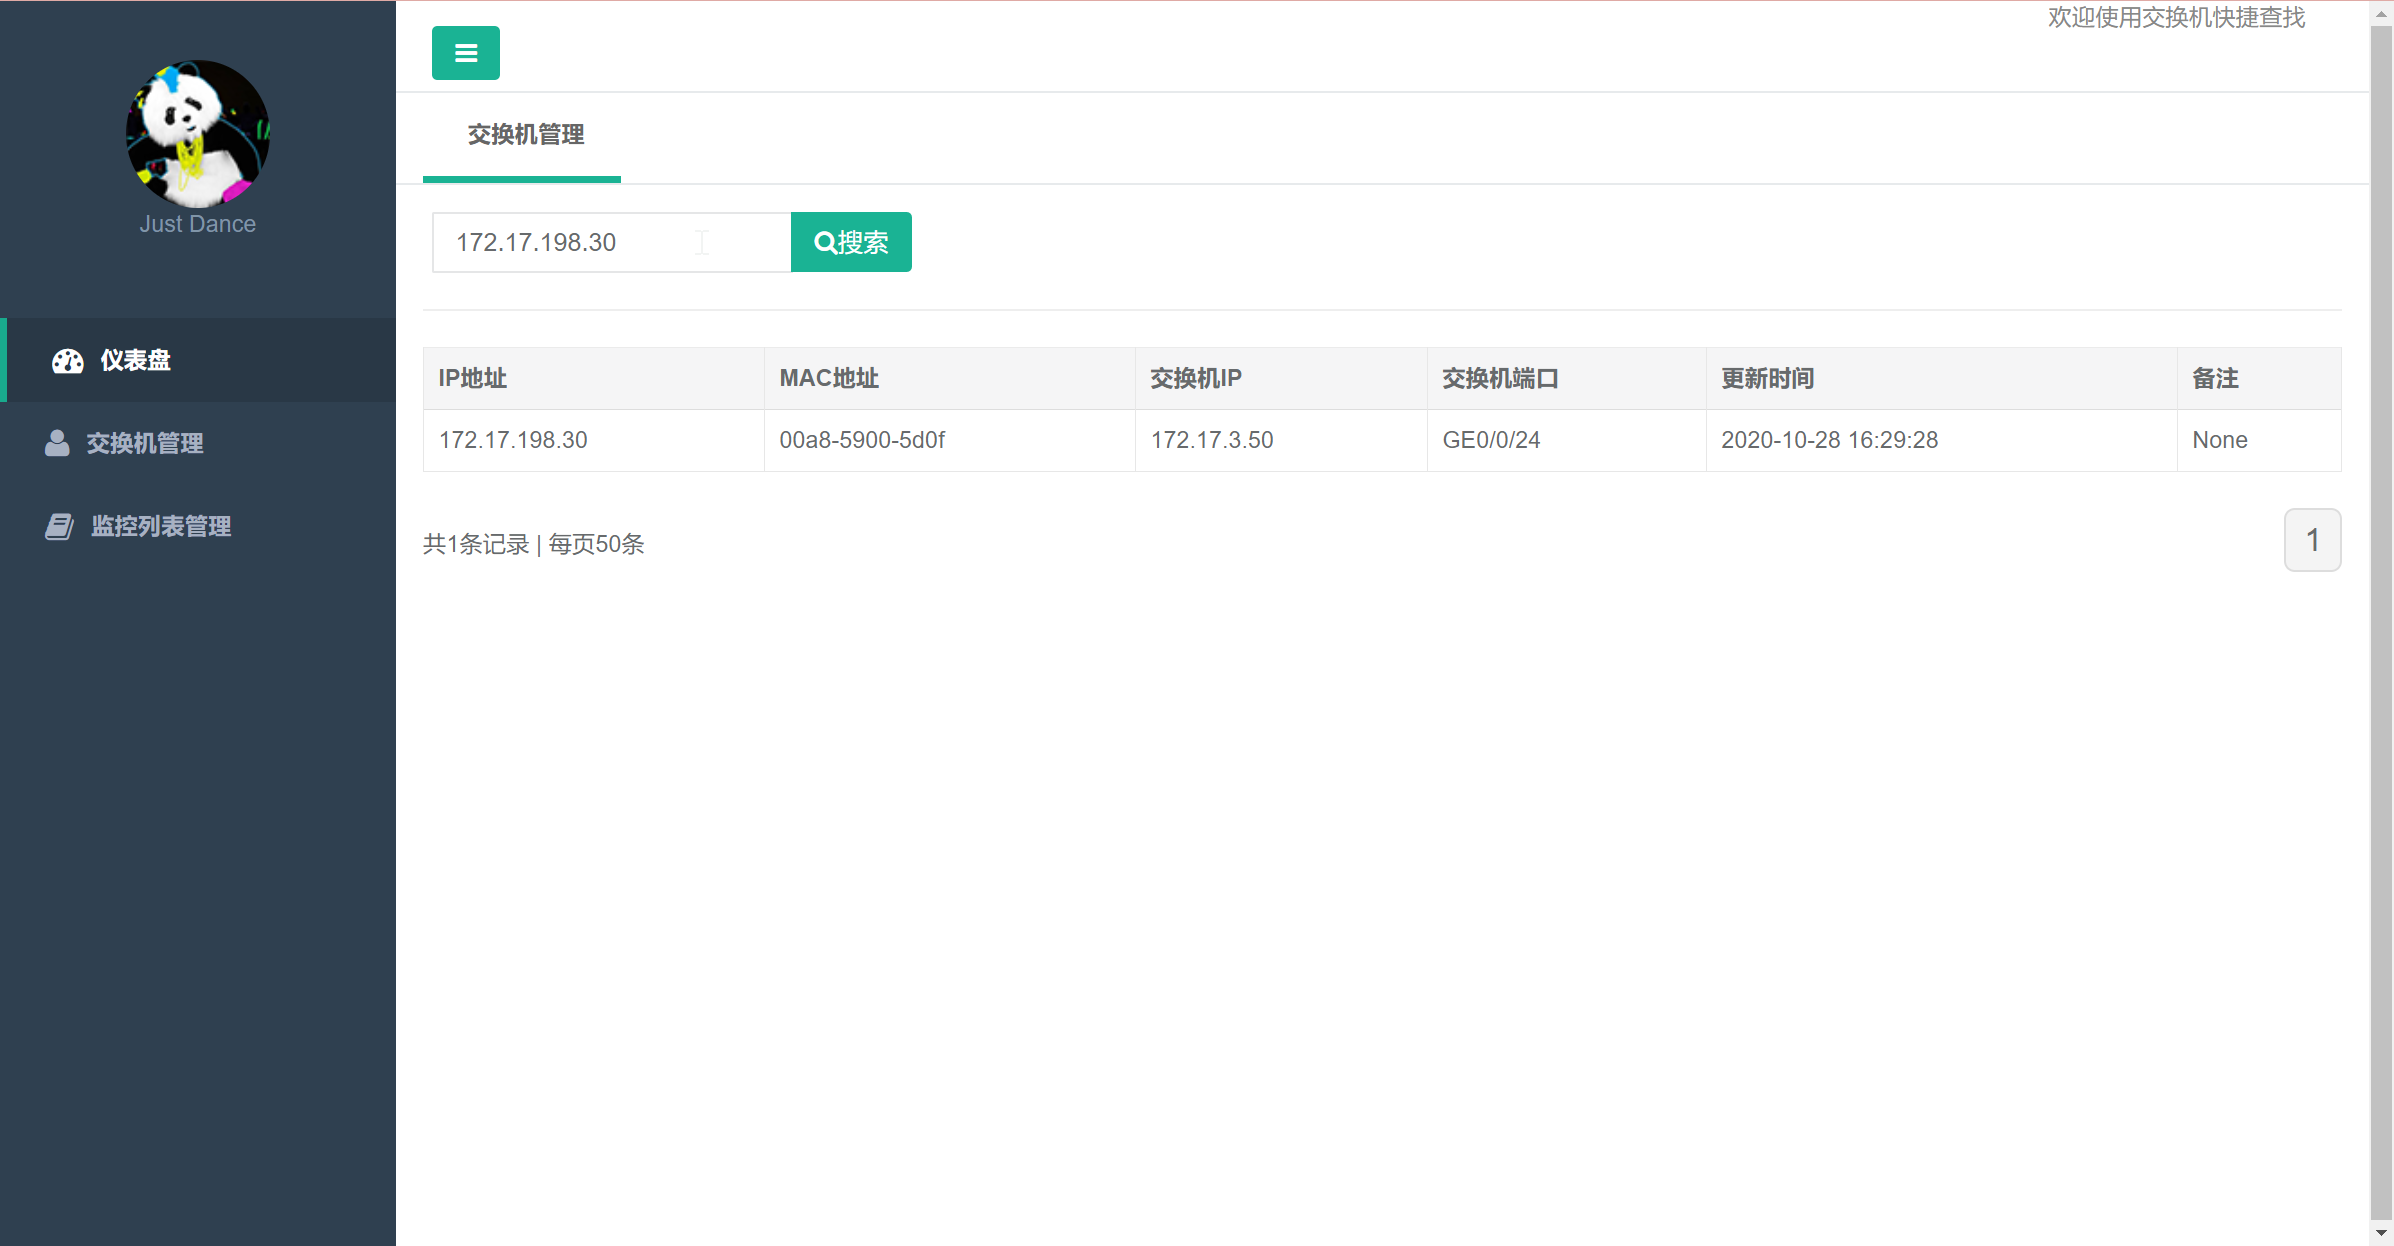 欢迎使用交换机快捷查找
Just Dance
仪表盘
交换机管理
监控列表管理
交换机管理
172.17.198.30 搜索
IP地址 MAC地址 交换机IP 交换机端口 更新时间 备注
172.17.198.30 00a8-5900-5d0f 172.17.3.50 GE0/0/24 2020-10-28 16:29:28 None
共1条记录 | 每页50条 1